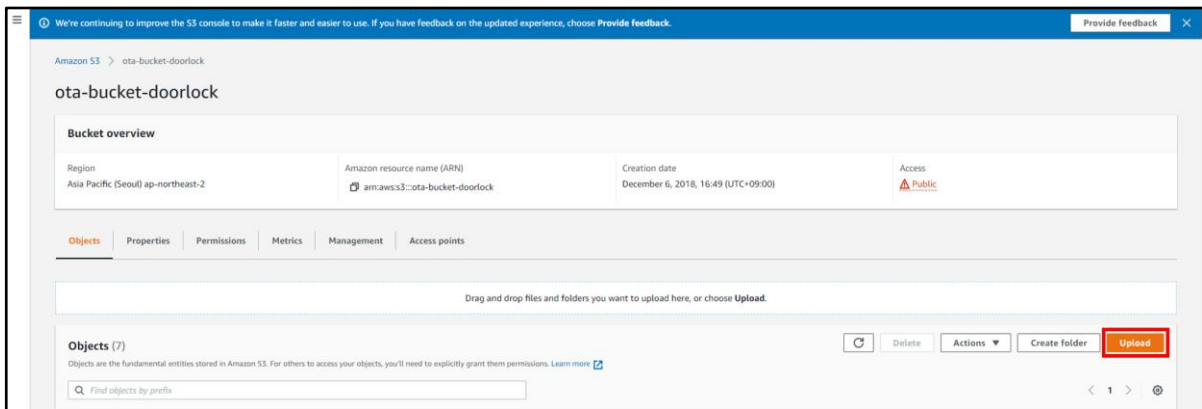 We're continuing to improve the S3 console to make it faster and easier to use. If you have feedback on the updated experience, choose Provide feedback.
Provide feedback
Amazon S3 > ota-bucket-doorlock
ota-bucket-doorlock
Bucket overview
Region
Asia Pacific (Seoul) ap-northeast-2
Amazon resource name (ARN)
arn:aws:s3:::ota-bucket-doorlock
Creation date
December 6, 2018, 16:49 (UTC+09:00)
Access
Public
Objects Properties Permissions Metrics Management Access points
Drag and drop files and folders you want to upload here, or choose Upload.
Objects (7)
Delete Actions Create folder Upload
Objects are the fundamental entities stored in Amazon S3. For others to access your objects, you'll need to explicitly grant them permissions. Learn more
Find objects by prefix
< 1 >